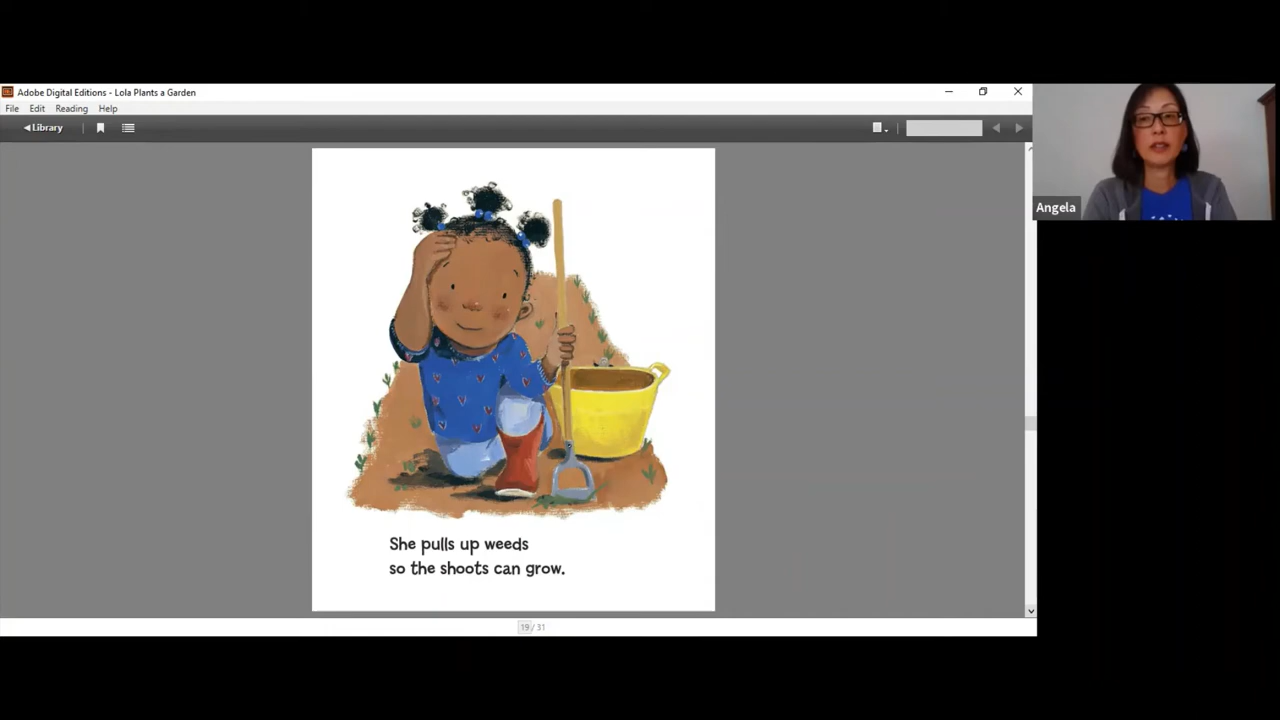 Adobe Digital Editions - Lola Plants a Garden
File Edit Reading Help
Library
Angela
She pulls up weeds
so the shoots can grow.
19 / 31